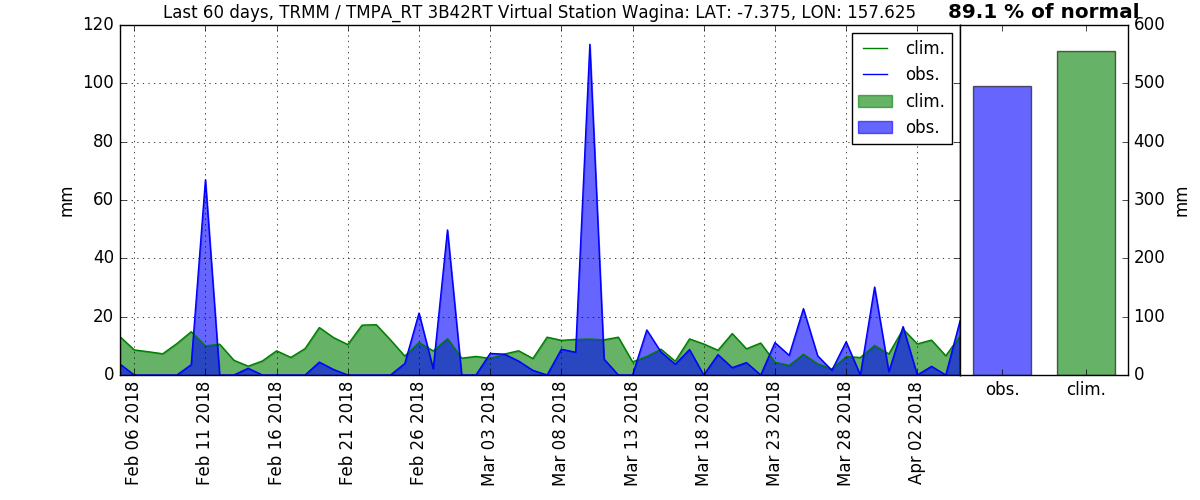 Last 60 days, TRMM / TMPA_RT 3B42RT Virtual Station Wagina: LAT: -7.375, LON: 157.625
89.1 % of normal
120
100
80
60
40
20
0
mm
clim.
obs.
clim.
obs.
600
500
400
300
200
100
0
mm
Feb 06 2018
Feb 11 2018
Feb 16 2018
Feb 21 2018
Feb 26 2018
Mar 03 2018
Mar 08 2018
Mar 13 2018
Mar 18 2018
Mar 23 2018
Mar 28 2018
Apr 02 2018
obs.
clim.